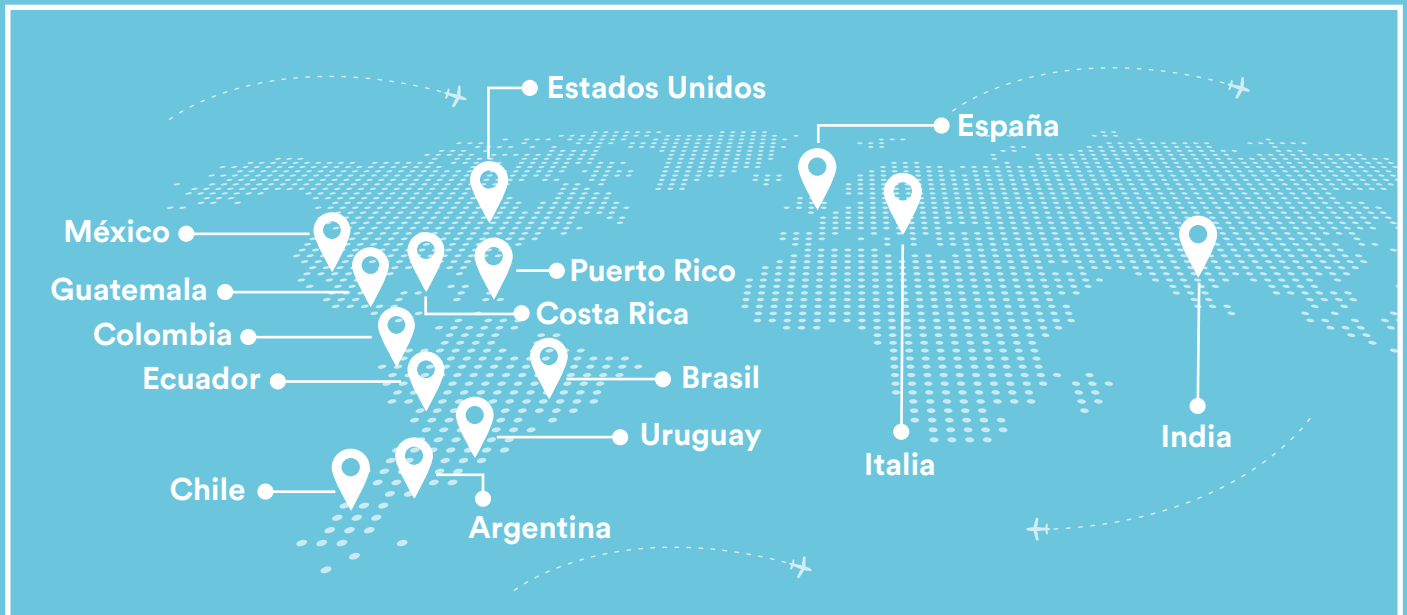 Estados Unidos
España
México
Puerto Rico
Guatemala
Costa Rica
Colombia
Ecuador
Brasil
Uruguay
India
Italia
Chile
Argentina